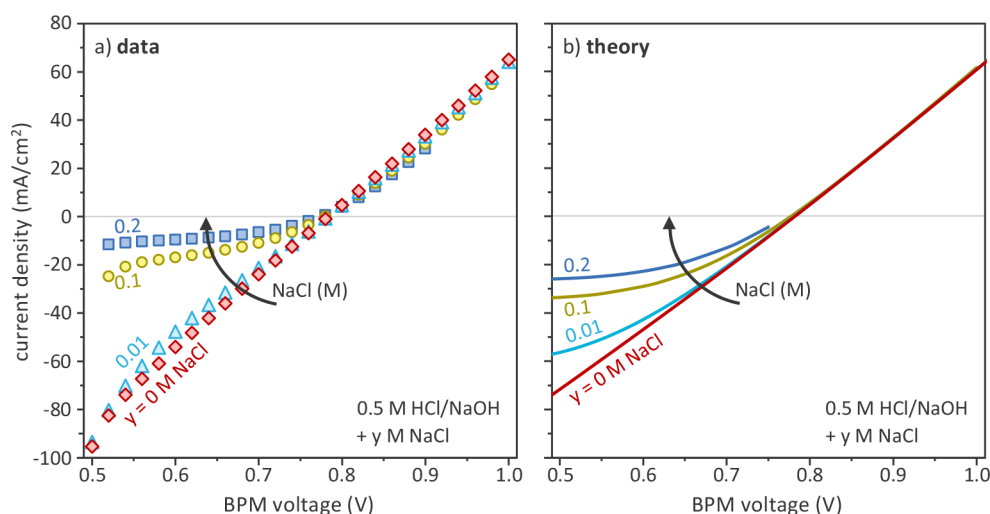 a) data
80
60
40
20
0
-20
-40
-60
-80
-100
current density (mA/cm²)
0.2
0.1
0.01
y = 0 M NaCl
NaCl (M)
0.5 M HCl/NaOH
+ y M NaCl
0.5 0.6 0.7 0.8 0.9 1.0
BPM voltage (V)
b) theory
0.2
0.1
0.01
y = 0 M NaCl
NaCl (M)
0.5 M HCl/NaOH
+ y M NaCl
0.5 0.6 0.7 0.8 0.9 1.0
BPM voltage (V)